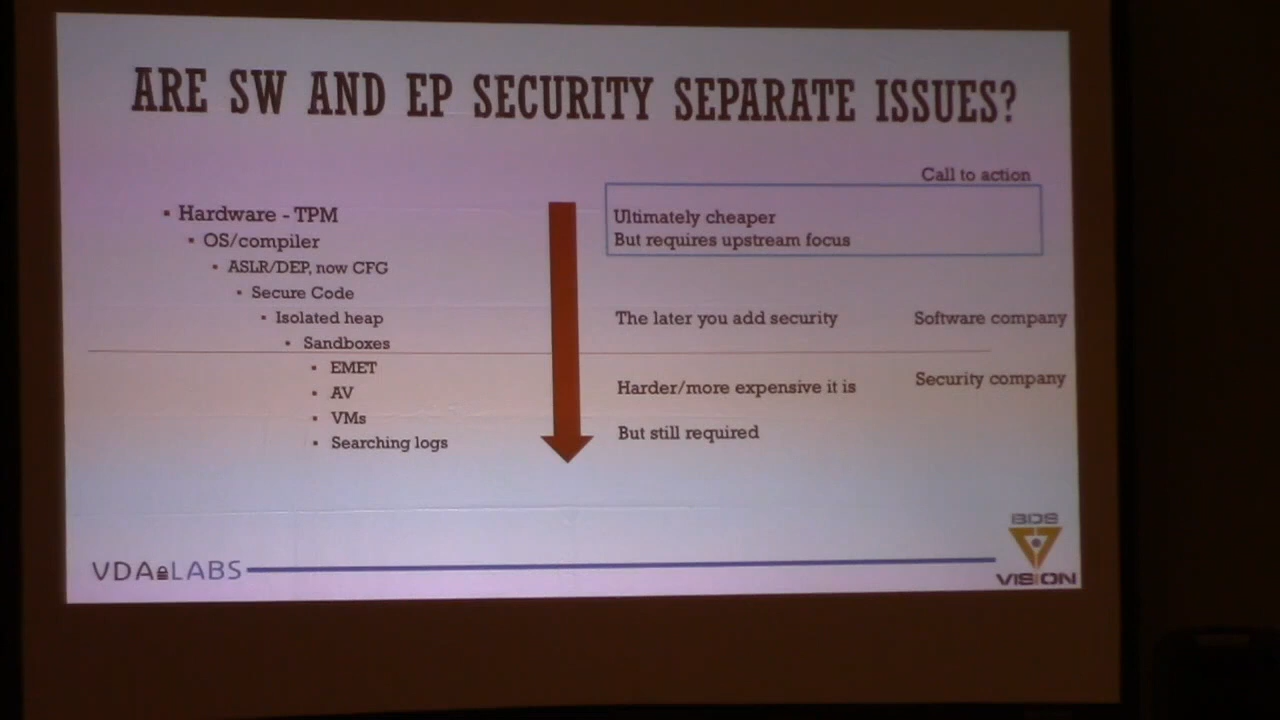 ARE SW AND EP SECURITY SEPARATE ISSUES?
Call to action
▪ Hardware - TPM
▪ OS/compiler
▪ ASLR/DEP, now CFG
▪ Secure Code
▪ Isolated heap
▪ Sandboxes
▪ EMET
▪ AV
▪ VMs
▪ Searching logs
Ultimately cheaper
But requires upstream focus
The later you add security
Software company
Harder/more expensive it is
Security company
But still required
VDA LABS
BDS
VISION